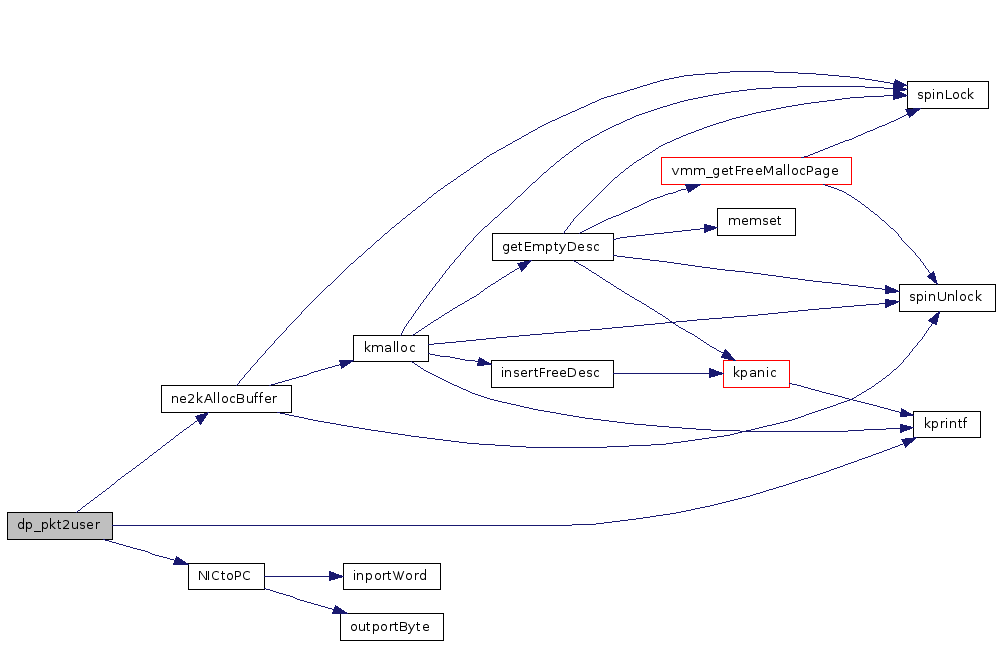 spinLock
vmm_getFreeMallocPage
memset
getEmptyDesc
spinUnlock
kmalloc
insertFreeDesc
kpanic
ne2kAllocBuffer
kprintf
dp_pkt2user
NICtoPC
inportWord
outportByte